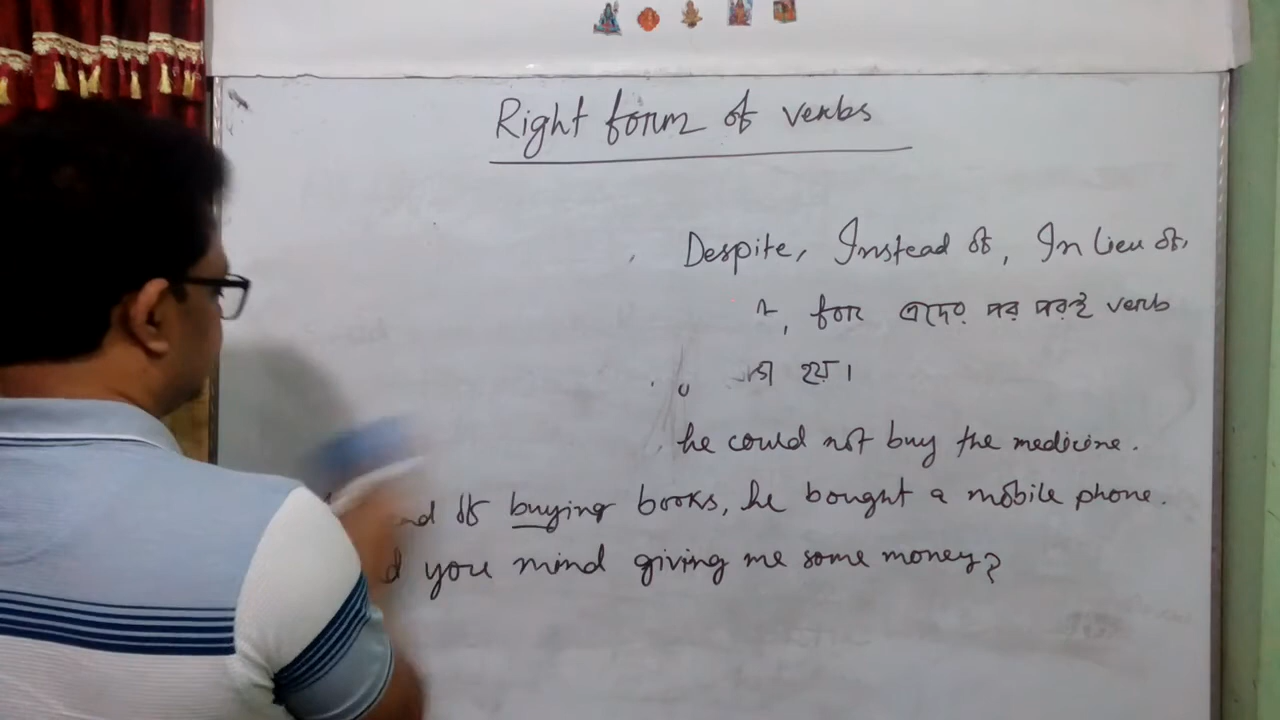 Right form of verbs
Despite, Instead of, In lieu of,
, for এদের পর পরই verb
হয়।
he could not buy the medicine.
of buying books, he bought a mobile phone.
you mind giving me some money?